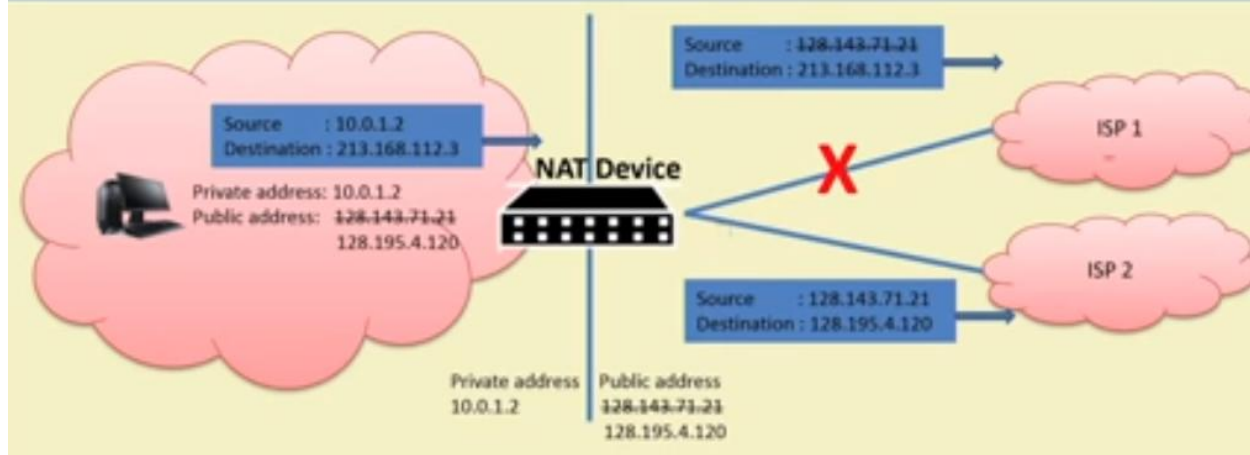 Source : 128.143.71.21
Destination : 213.168.112.3
ISP 1
Source : 10.0.1.2
Destination : 213.168.112.3
NAT Device
X
Private address: 10.0.1.2
Public address: 128.143.71.21
128.195.4.120
ISP 2
Source : 128.143.71.21
Destination : 128.195.4.120
Private address
10.0.1.2
Public address
128.143.71.21
128.195.4.120